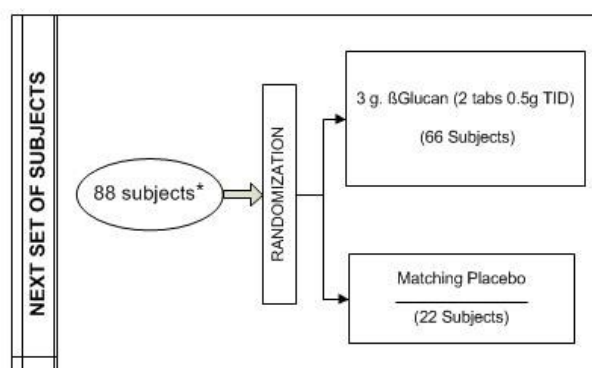 NEXT SET OF SUBJECTS
88 subjects*
RANDOMIZATION
3 g. ßGlucan (2 tabs 0.5g TID)
(66 Subjects)
Matching Placebo
(22 Subjects)